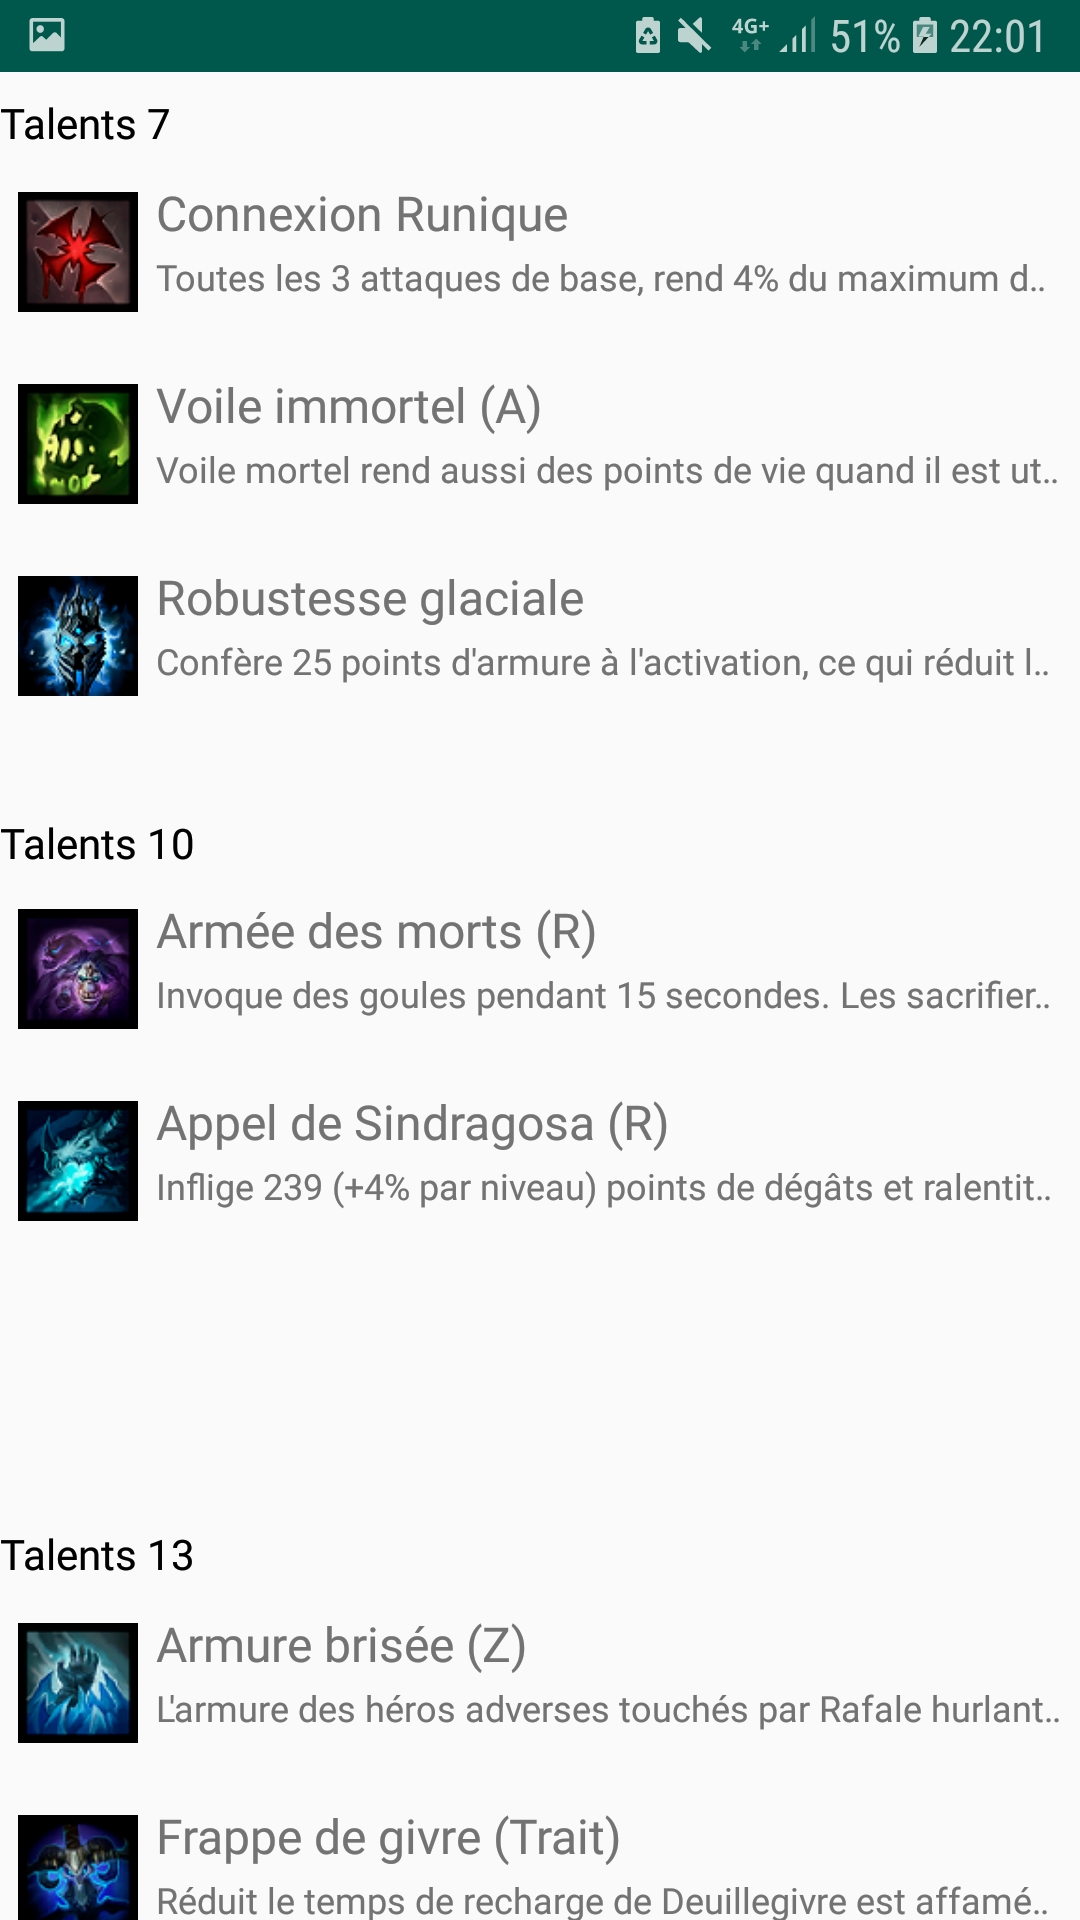 4G+ 51% 22:01
Talents 7
Connexion Runique
Toutes les 3 attaques de base, rend 4% du maximum d..
Voile immortel (A)
Voile mortel rend aussi des points de vie quand il est ut..
Robustesse glaciale
Confère 25 points d'armure à l'activation, ce qui réduit l..
Talents 10
Armée des morts (R)
Invoque des goules pendant 15 secondes. Les sacrifier..
Appel de Sindragosa (R)
Inflige 239 (+4% par niveau) points de dégâts et ralentit..
Talents 13
Armure brisée (Z)
L'armure des héros adverses touchés par Rafale hurlant..
Frappe de givre (Trait)
Réduit le temps de recharge de Deuillegivre est affamé..